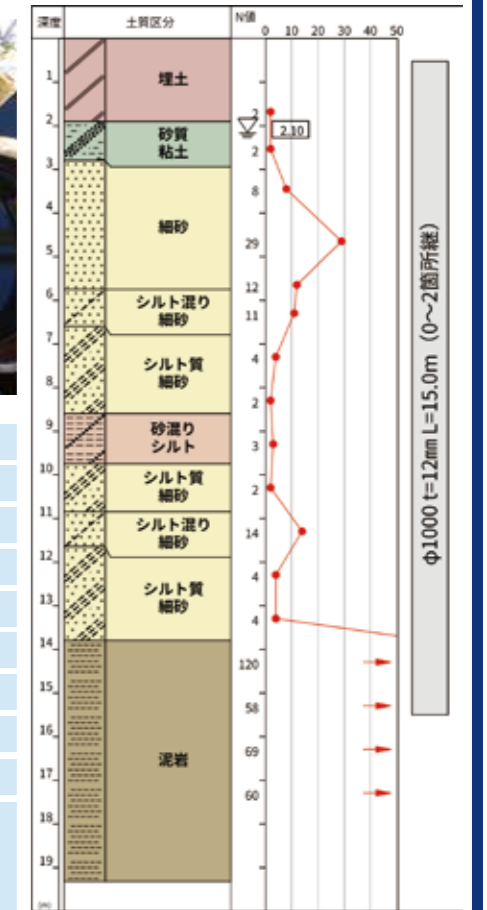 深度 土質区分 N値
0 10 20 30 40 50
1
埋土
2
2
2.10
砂質
粘土
2
3
8
4
細砂
29
5
12
6
シルト混り
細砂
11
7
4
シルト質
細砂
8
2
9
砂混り
シルト
3
10
シルト質
細砂
2
11
シルト混り
細砂
14
12
4
シルト質
細砂
13
4
14
120
15
58
16
泥岩
69
17
60
18
19
(m)
φ1000 t=12mm L=15.0m (0～2箇所継)